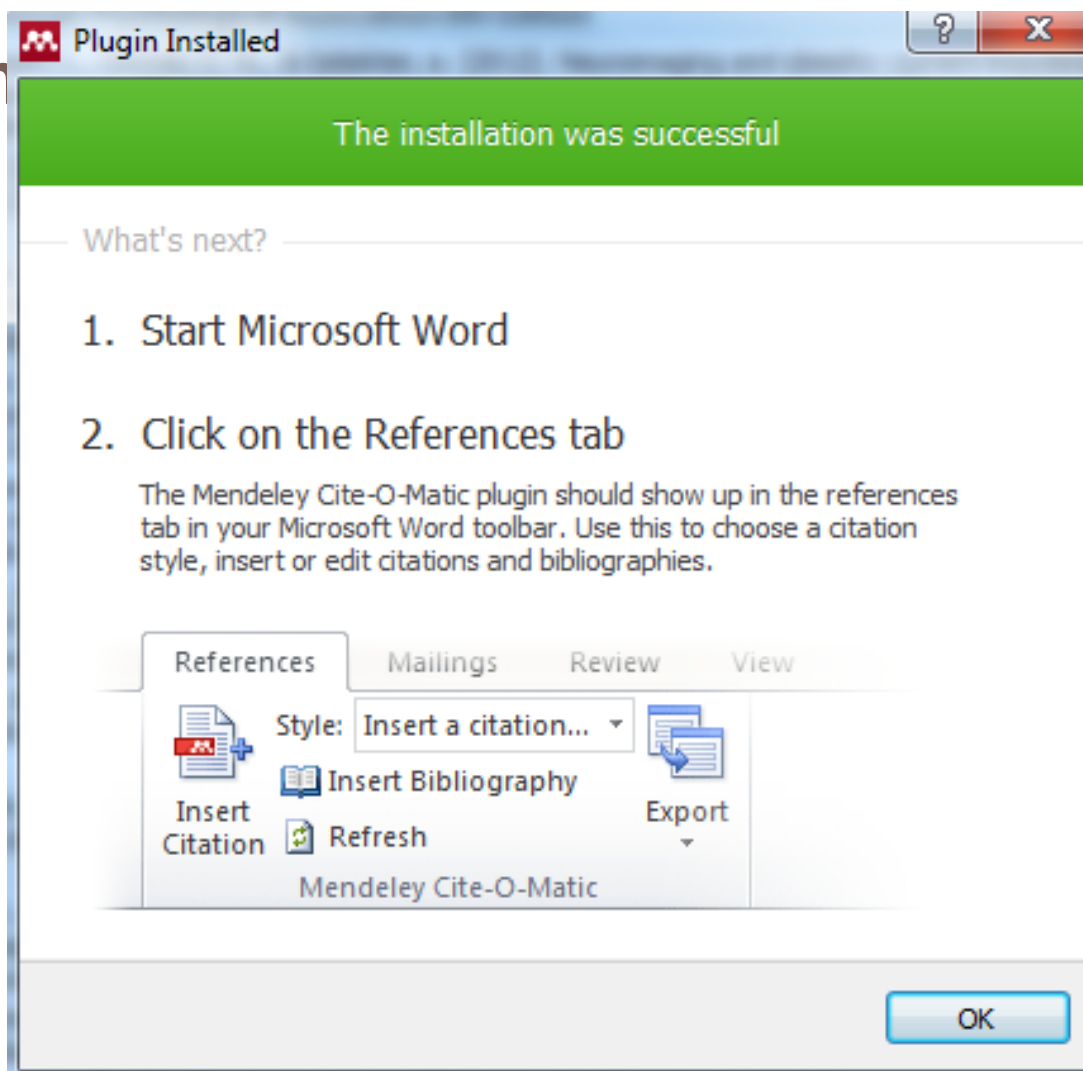 Plugin Installed
The installation was successful
What's next?
1. Start Microsoft Word
2. Click on the References tab
The Mendeley Cite-O-Matic plugin should show up in the references
tab in your Microsoft Word toolbar. Use this to choose a citation
style, insert or edit citations and bibliographies.
References Mailings Review View
Style: Insert a citation...
Insert Bibliography
Insert
Citation
Refresh
Export
Mendeley Cite-O-Matic
OK